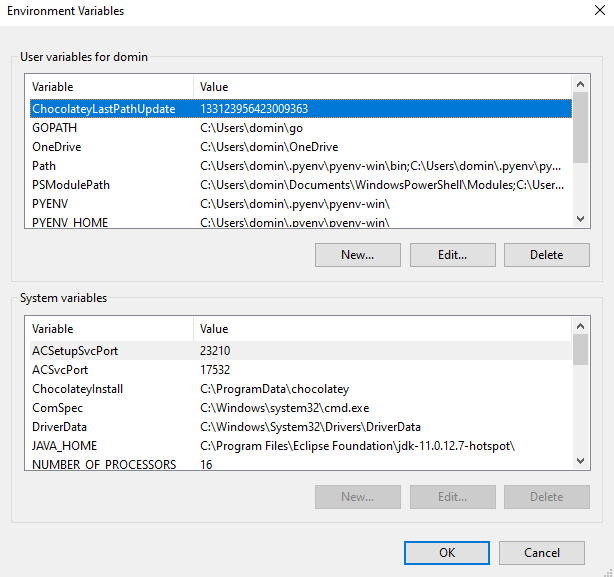 Environment Variables
User variables for domin
Variable Value
ChocolateyLastPathUpdate 133123956423009363
GOPATH C:\Users\domin\go
OneDrive C:\Users\domin\OneDrive
Path C:\Users\domin\.pyenv\pyenv-win\bin;C:\Users\domin\.pyenv\py...
PSModulePath C:\Users\domin\Documents\WindowsPowerShell\Modules;C:\User...
PYENV C:\Users\domin\.pyenv\pyenv-win\
PYENV_HOME C:\Users\domin\.pyenv\pyenv-win\
New... Edit... Delete
System variables
Variable Value
ACSetupSvcPort 23210
ACSvcPort 17532
ChocolateyInstall C:\ProgramData\chocolatey
ComSpec C:\Windows\system32\cmd.exe
DriverData C:\Windows\System32\Drivers\DriverData
JAVA_HOME C:\Program Files\Eclipse Foundation\jdk-11.0.12.7-hotspot\
NUMBER_OF_PROCESSORS 16
New... Edit... Delete
OK Cancel